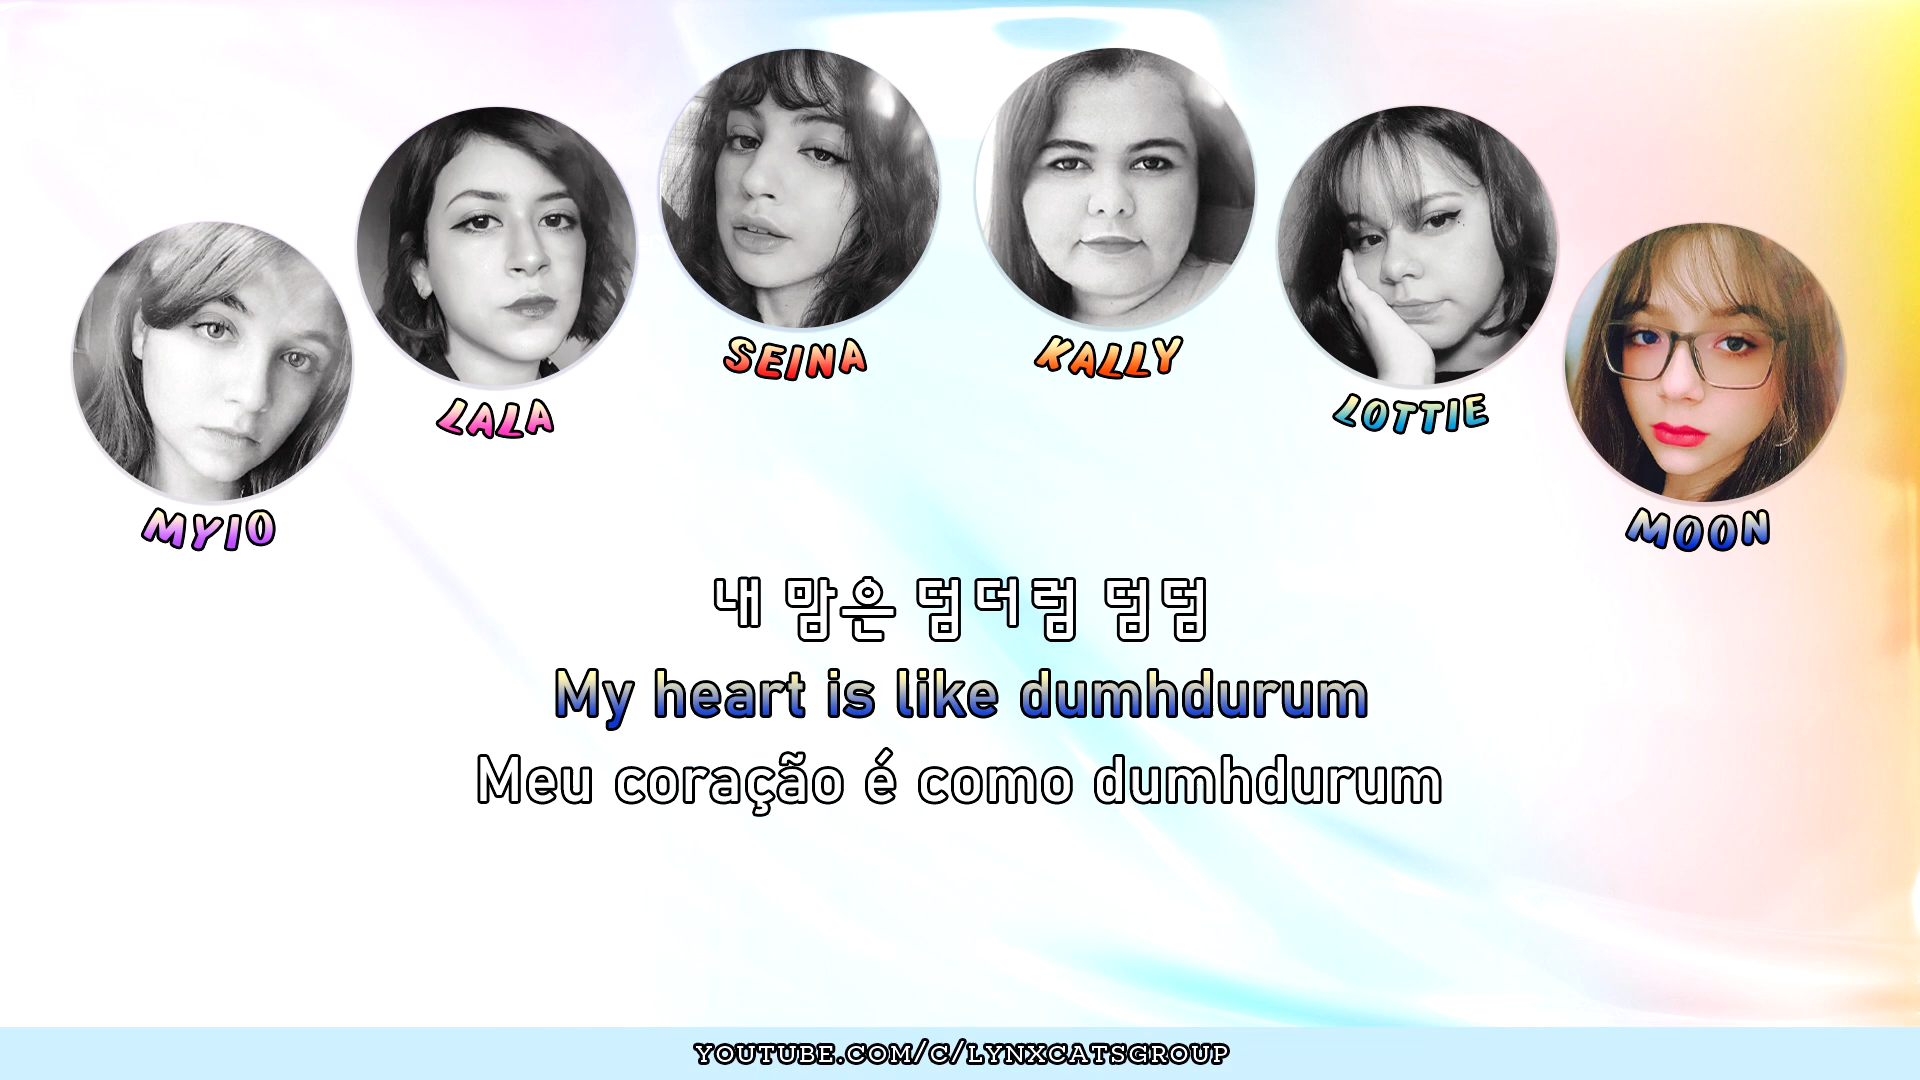 SEINA
KALLY
LALA
LOTTIE
MYIO
MOON
내 맘은 덤더럼 덤덤
My heart is like dumhdurum
Meu coração é como dumhdurum
YOUTUBE.COM/C/LYNXCATSGROUP